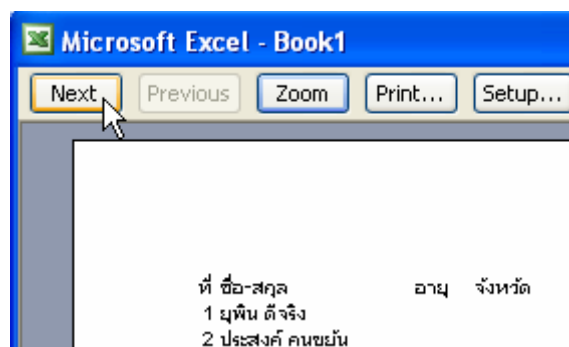 Microsoft Excel - Book1
Next Previous Zoom Print... Setup...
ที่ ชื่อ-สกุล อายุ จังหวัด
1 ยุพิน ดีจริง
2 ประสงค์ คนขยัน